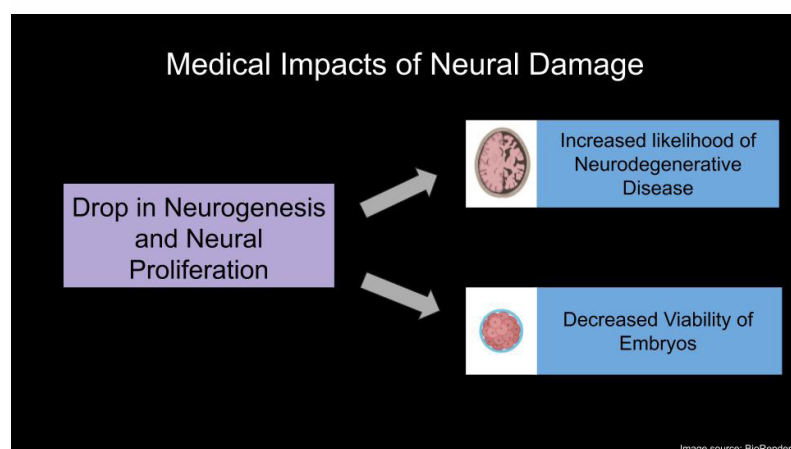 Medical Impacts of Neural Damage
Drop in Neurogenesis
and Neural
Proliferation
Increased likelihood of
Neurodegenerative
Disease
Decreased Viability of
Embryos
Image source: BioRender